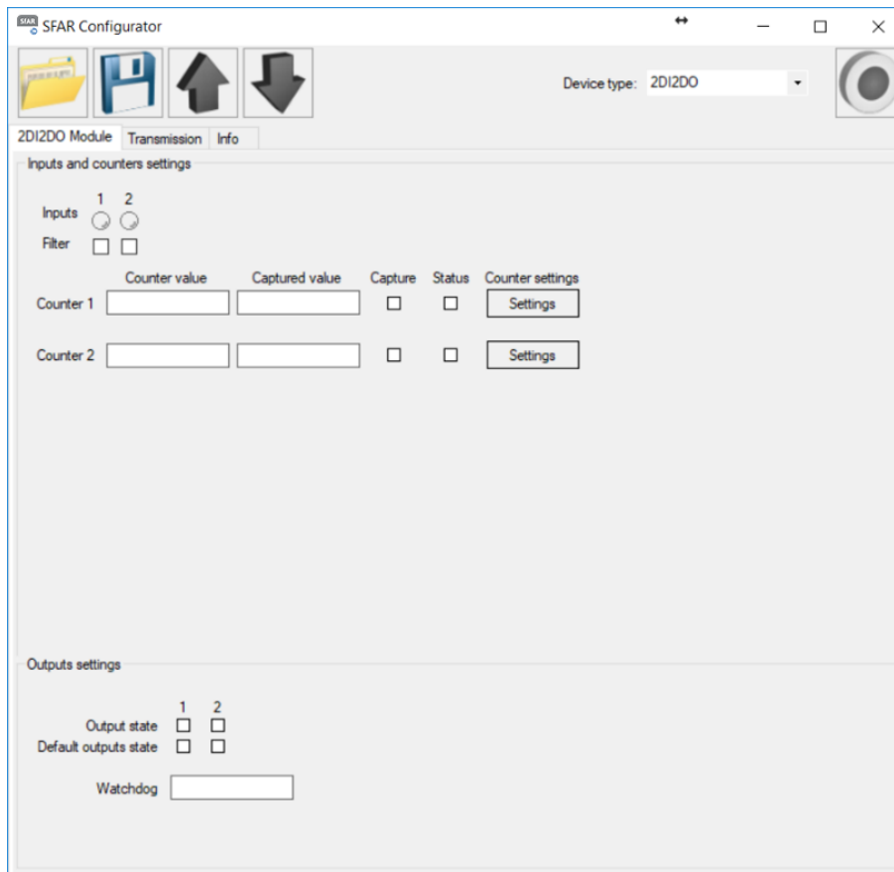 SFAR SFAR Configurator
Device type: 2DI2DO
2DI2DO Module Transmission Info
Inputs and counters settings
1 2
Inputs
Filter
Counter value Captured value Capture Status Counter settings
Counter 1 Settings
Counter 2 Settings
Outputs settings
1 2
Output state
Default outputs state
Watchdog